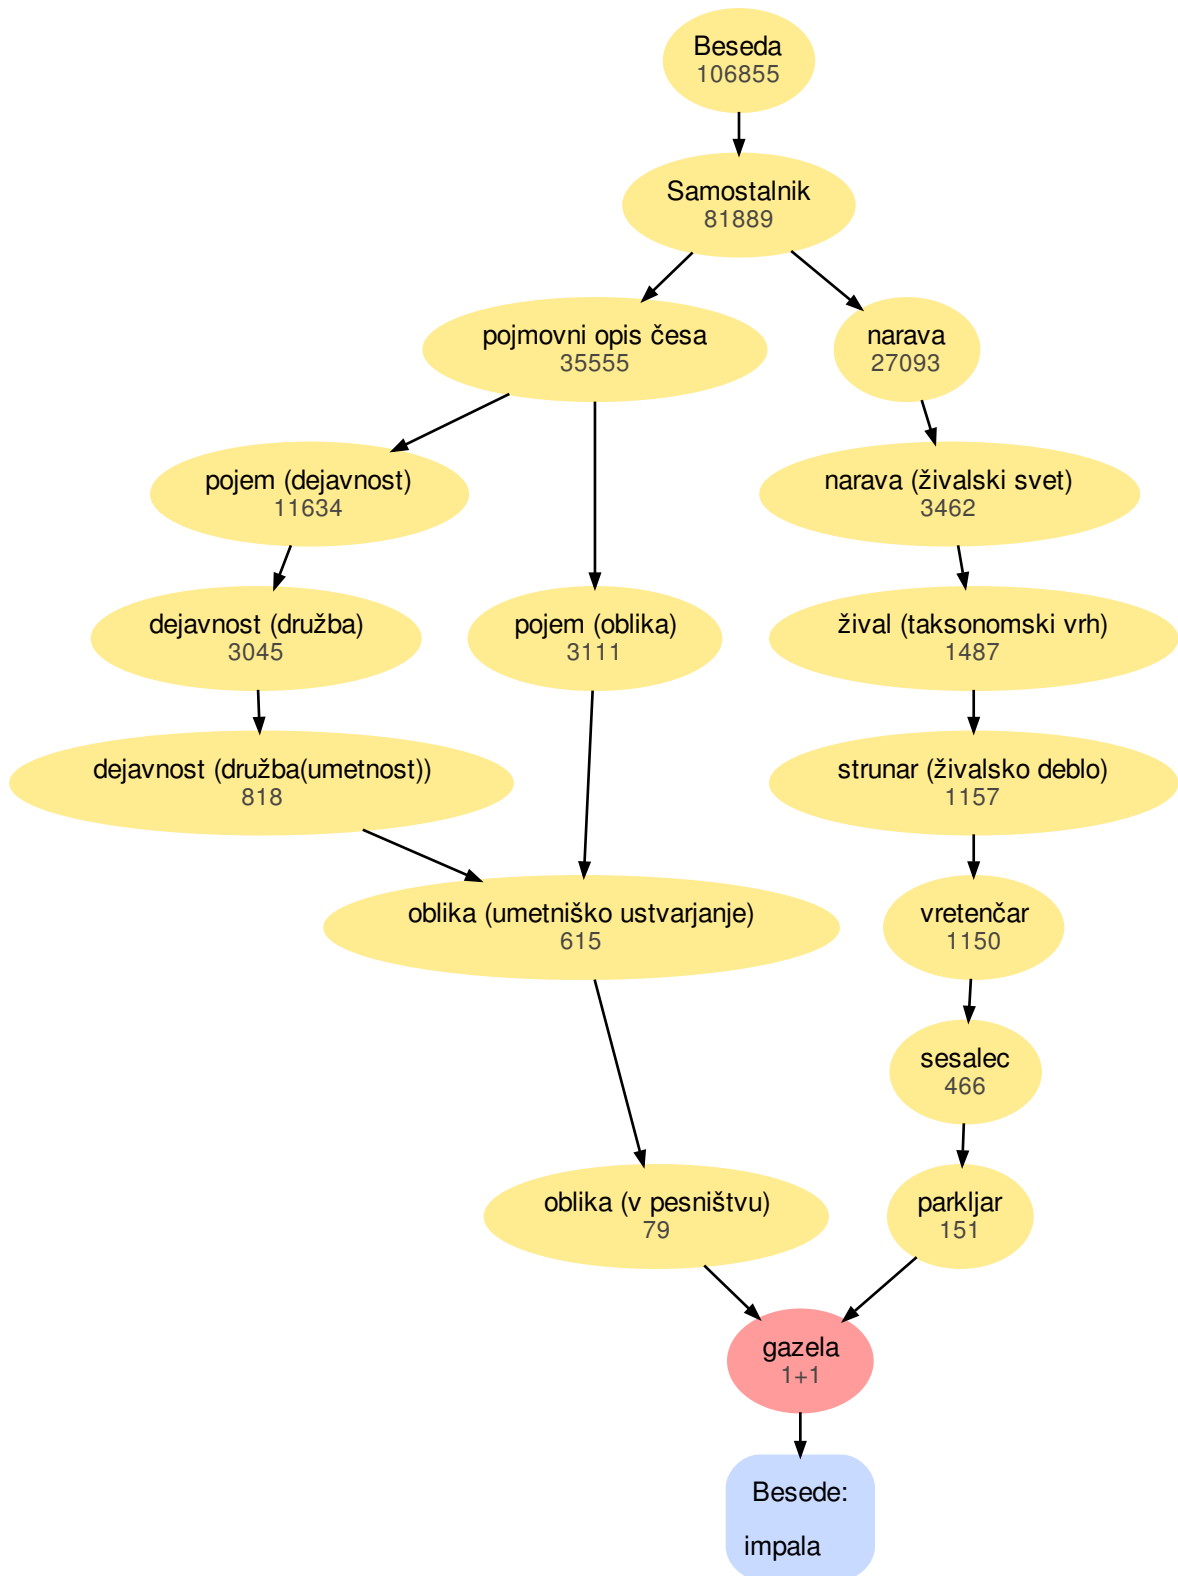 Beseda
106855
Samostalnik
81889
pojmovni opis česa
35555
narava
27093
pojem (dejavnost)
11634
narava (živalski svet)
3462
dejavnost (družba)
3045
pojem (oblika)
3111
žival (taksonomski vrh)
1487
dejavnost (družba(umetnost))
818
strunar (živalsko deblo)
1157
oblika (umetniško ustvarjanje)
615
vretenčar
1150
sesalec
466
oblika (v pesništvu)
79
parkljar
151
gazela
1+1
Besede:
impala